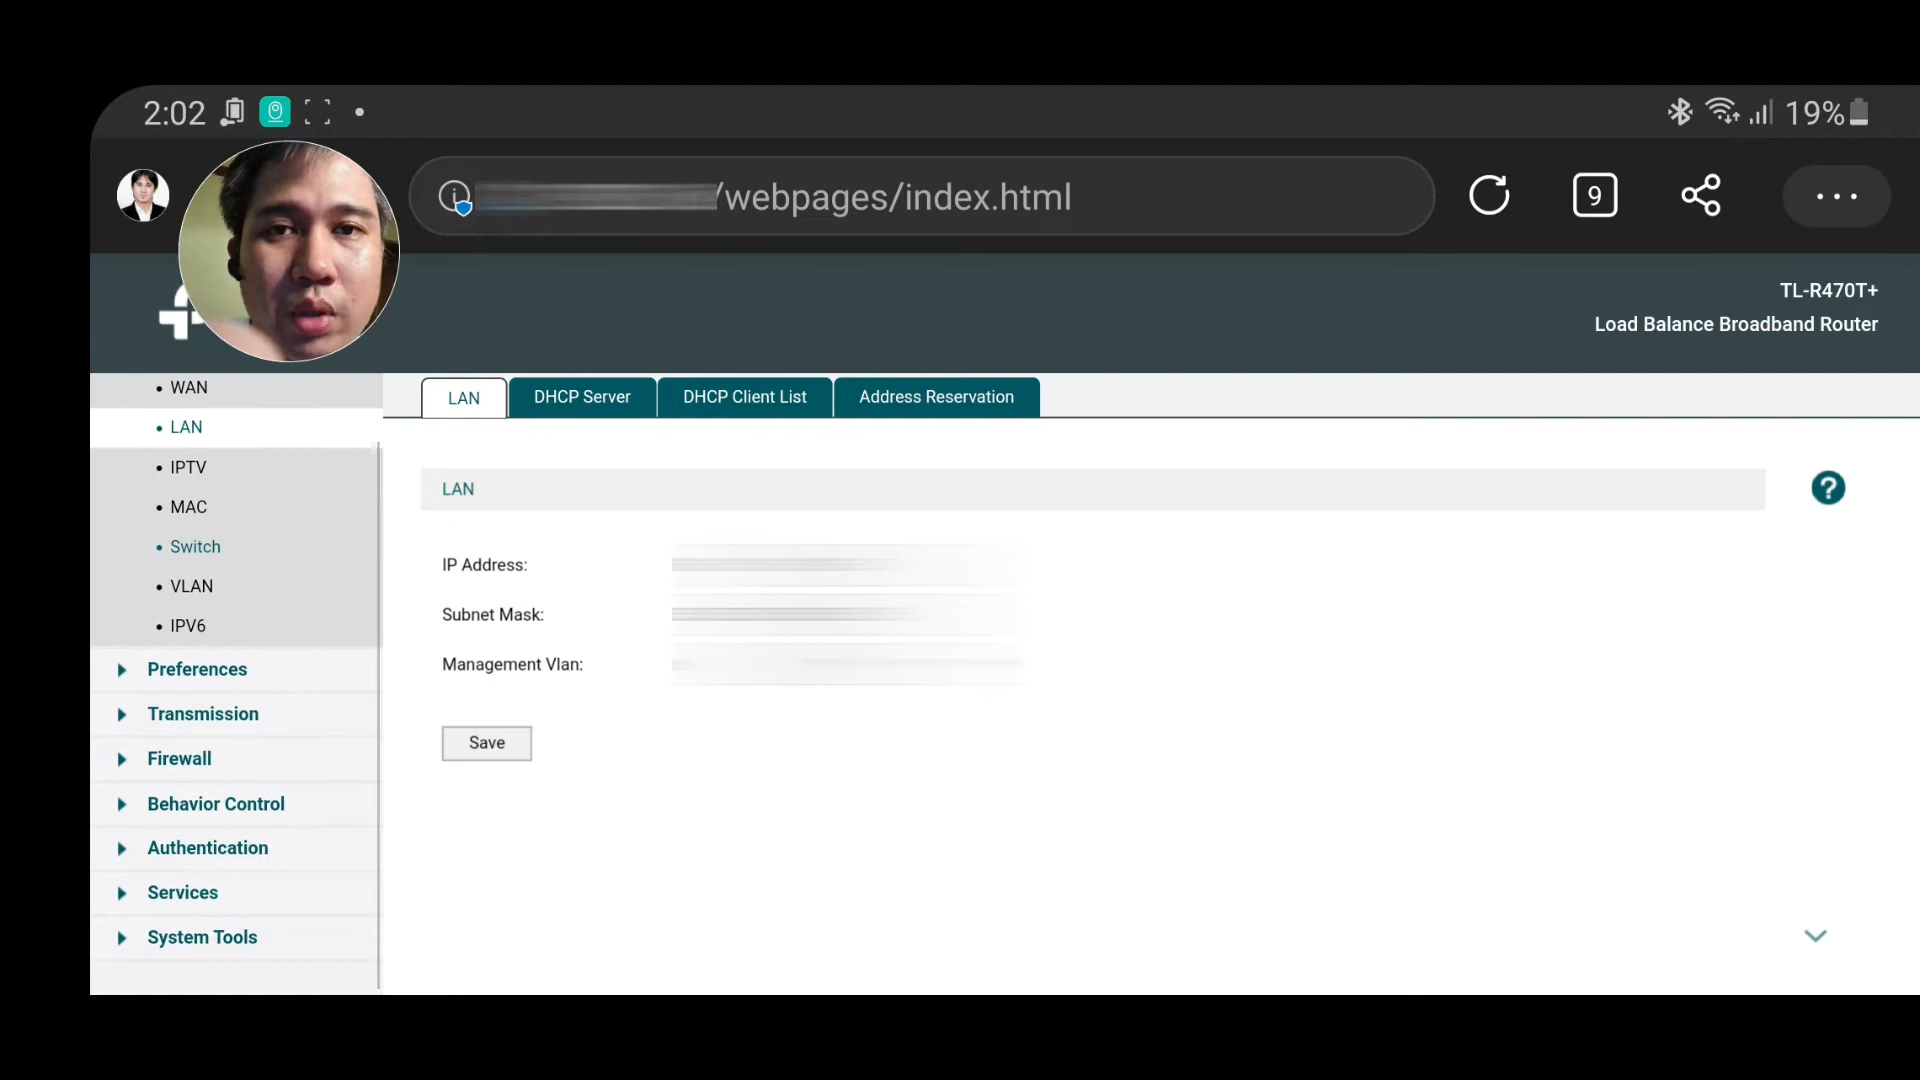 2:02
19%
/webpages/index.html
9
TL-R470T+
Load Balance Broadband Router
WAN
LAN
IPTV
MAC
Switch
VLAN
IPV6
Preferences
Transmission
Firewall
Behavior Control
Authentication
Services
System Tools
LAN
DHCP Server
DHCP Client List
Address Reservation
LAN
?
IP Address:
Subnet Mask:
Management Vlan:
Save